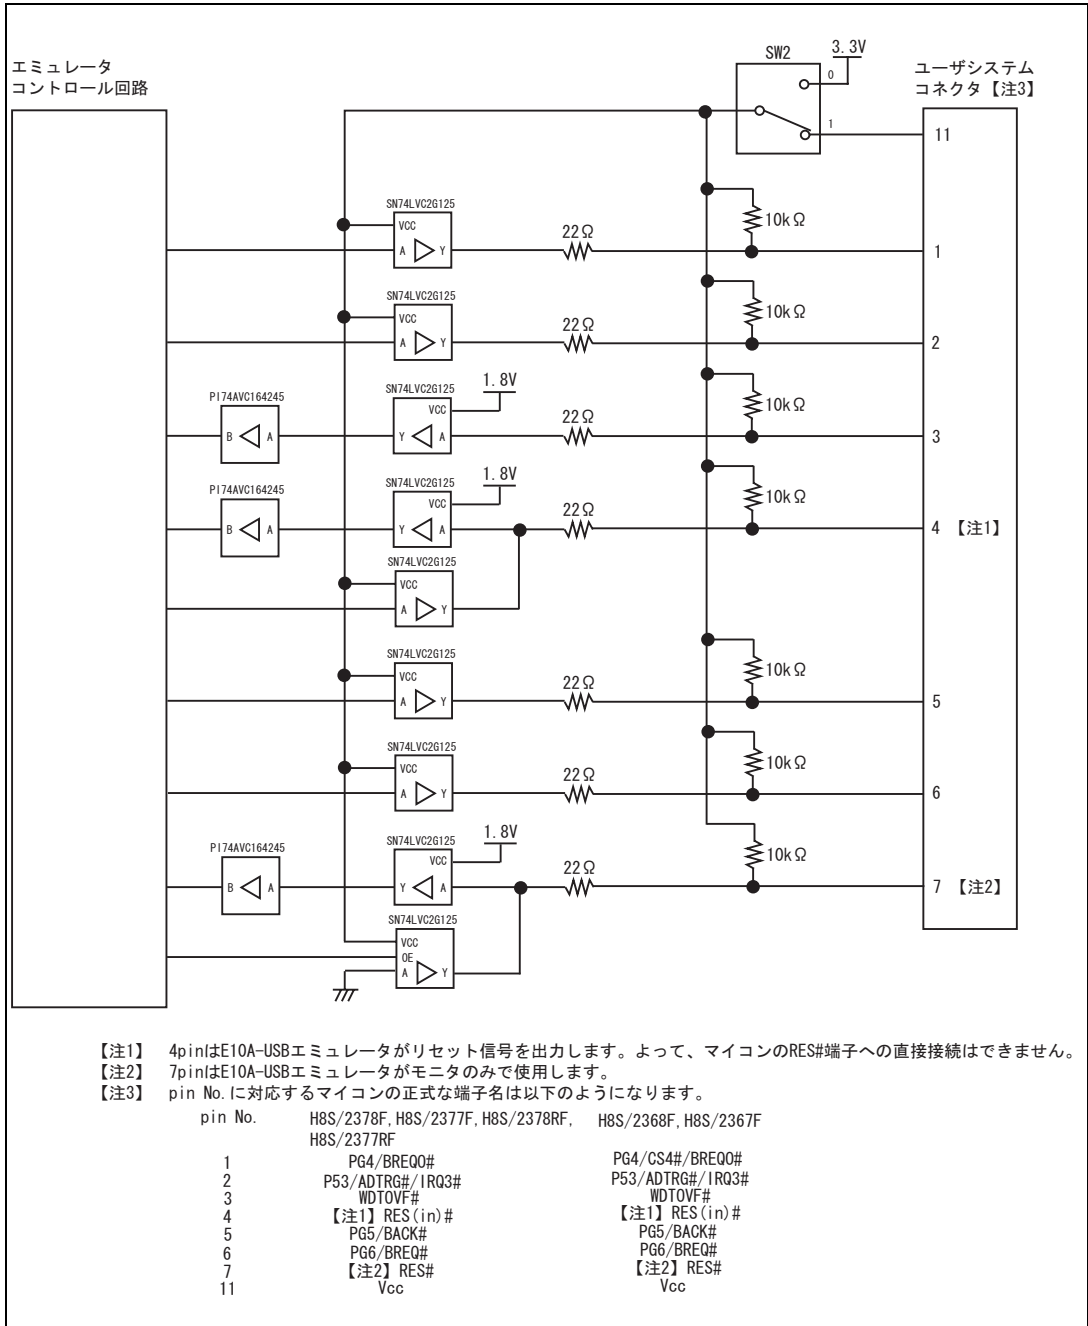 エミュレータ
コントロール回路
SW2
3.3V
0
1
ユーザシステム
コネクタ【注3】
11
SN74LVC2G125
VCC
A Y
22Ω
10kΩ
1
SN74LVC2G125
VCC
A Y
22Ω
10kΩ
2
PI74AVC164245
B A
SN74LVC2G125
1.8V
VCC
Y A
22Ω
10kΩ
3
PI74AVC164245
B A
SN74LVC2G125
1.8V
VCC
Y A
22Ω
10kΩ
4 【注1】
SN74LVC2G125
VCC
A Y
SN74LVC2G125
VCC
A Y
22Ω
10kΩ
5
SN74LVC2G125
VCC
A Y
22Ω
10kΩ
6
PI74AVC164245
B A
SN74LVC2G125
1.8V
VCC
Y A
22Ω
10kΩ
7 【注2】
SN74LVC2G125
VCC
OE
A Y
【注1】 4pinはE10A-USBエミュレータがリセット信号を出力します。よって、マイコンのRES#端子への直接接続はできません。
【注2】 7pinはE10A-USBエミュレータがモニタのみで使用します。
【注3】 pin No.に対応するマイコンの正式な端子名は以下のようになります。
pin No. H8S/2378F, H8S/2377F, H8S/2378RF, H8S/2368F, H8S/2367F
H8S/2377RF
1 PG4/BREQO# PG4/CS4#/BREQO#
2 P53/ADTRG#/IRQ3# P53/ADTRG#/IRQ3#
3 WDTOVF# WDTOVF#
4 【注1】RES(in)# 【注1】RES(in)#
5 PG5/BACK# PG5/BACK#
6 PG6/BREQ# PG6/BREQ#
7 【注2】RES# 【注2】RES#
11 Vcc Vcc